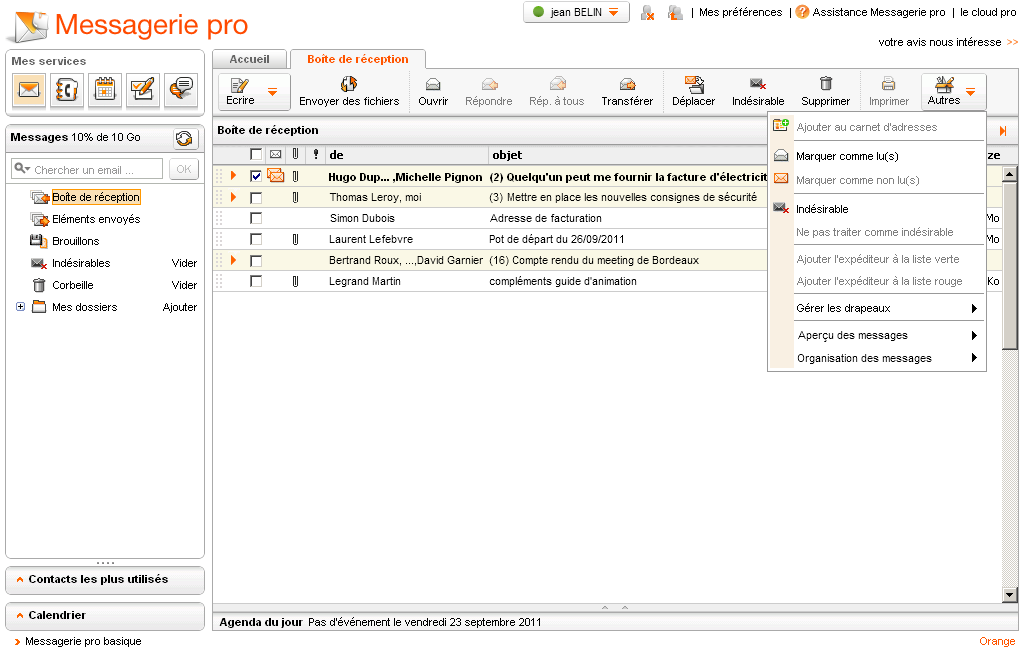 jean BELIN
Mes préférences | Assistance Messagerie pro | le cloud pro
Messagerie pro
votre avis nous intéresse >>
Mes services
Accueil
Boîte de réception
Ecrire
Envoyer des fichiers
Ouvrir
Répondre
Rép. à tous
Transférer
Déplacer
Indésirable
Supprimer
Imprimer
Autres
Messages 10% de 10 Go
Chercher un email ...
OK
Boîte de réception
Eléments envoyés
Brouillons
Indésirables Vider
Corbeille Vider
Mes dossiers Ajouter
Boîte de réception
de objet ze
Hugo Dup... ,Michelle Pignon (2) Quelqu'un peut me fournir la facture d'électricit
Thomas Leroy, moi (3) Mettre en place les nouvelles consignes de sécurité
Simon Dubois Adresse de facturation Mo
Laurent Lefebvre Pot de départ du 26/09/2011 Mo
Bertrand Roux, ...,David Garnier (16) Compte rendu du meeting de Bordeaux
Legrand Martin compléments guide d'animation Ko
Ajouter au carnet d'adresses
Marquer comme lu(s)
Marquer comme non lu(s)
Indésirable
Ne pas traiter comme indésirable
Ajouter l'expéditeur à la liste verte
Ajouter l'expéditeur à la liste rouge
Gérer les drapeaux
Aperçu des messages
Organisation des messages
Contacts les plus utilisés
Calendrier
Agenda du jour Pas d'événement le vendredi 23 septembre 2011
Messagerie pro basique
Orange